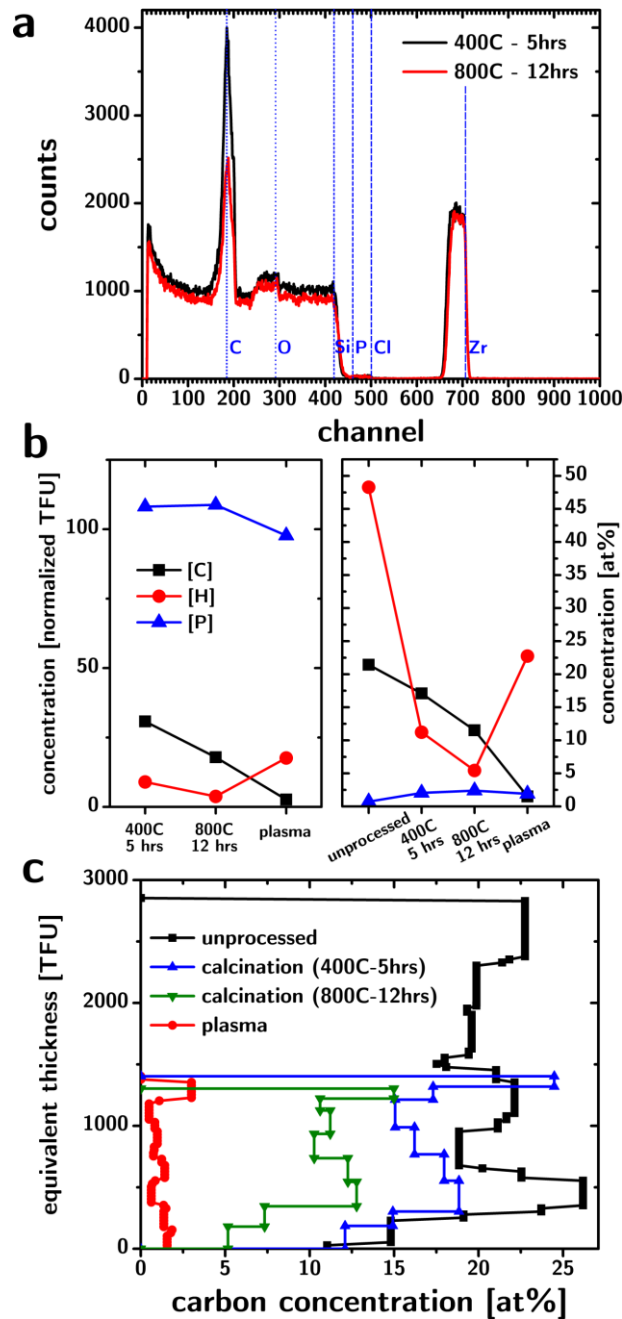 a
4000
3000
2000
1000
0
counts
400C - 5hrs
800C - 12hrs
C
O
Si
P
Cl
Zr
0 100 200 300 400 500 600 700 800 900 1000
channel
b
concentration [normalized TFU]
100
50
0
[C]
[H]
[P]
400C
5 hrs
800C
12 hrs
plasma
50
45
40
35
30
25
20
15
10
5
0
concentration [at%]
unprocessed
400C
5 hrs
800C
12 hrs
plasma
c
3000
2000
1000
0
equivalent thickness [TFU]
unprocessed
calcination (400C-5hrs)
calcination (800C-12hrs)
plasma
0 5 10 15 20 25
carbon concentration [at%]